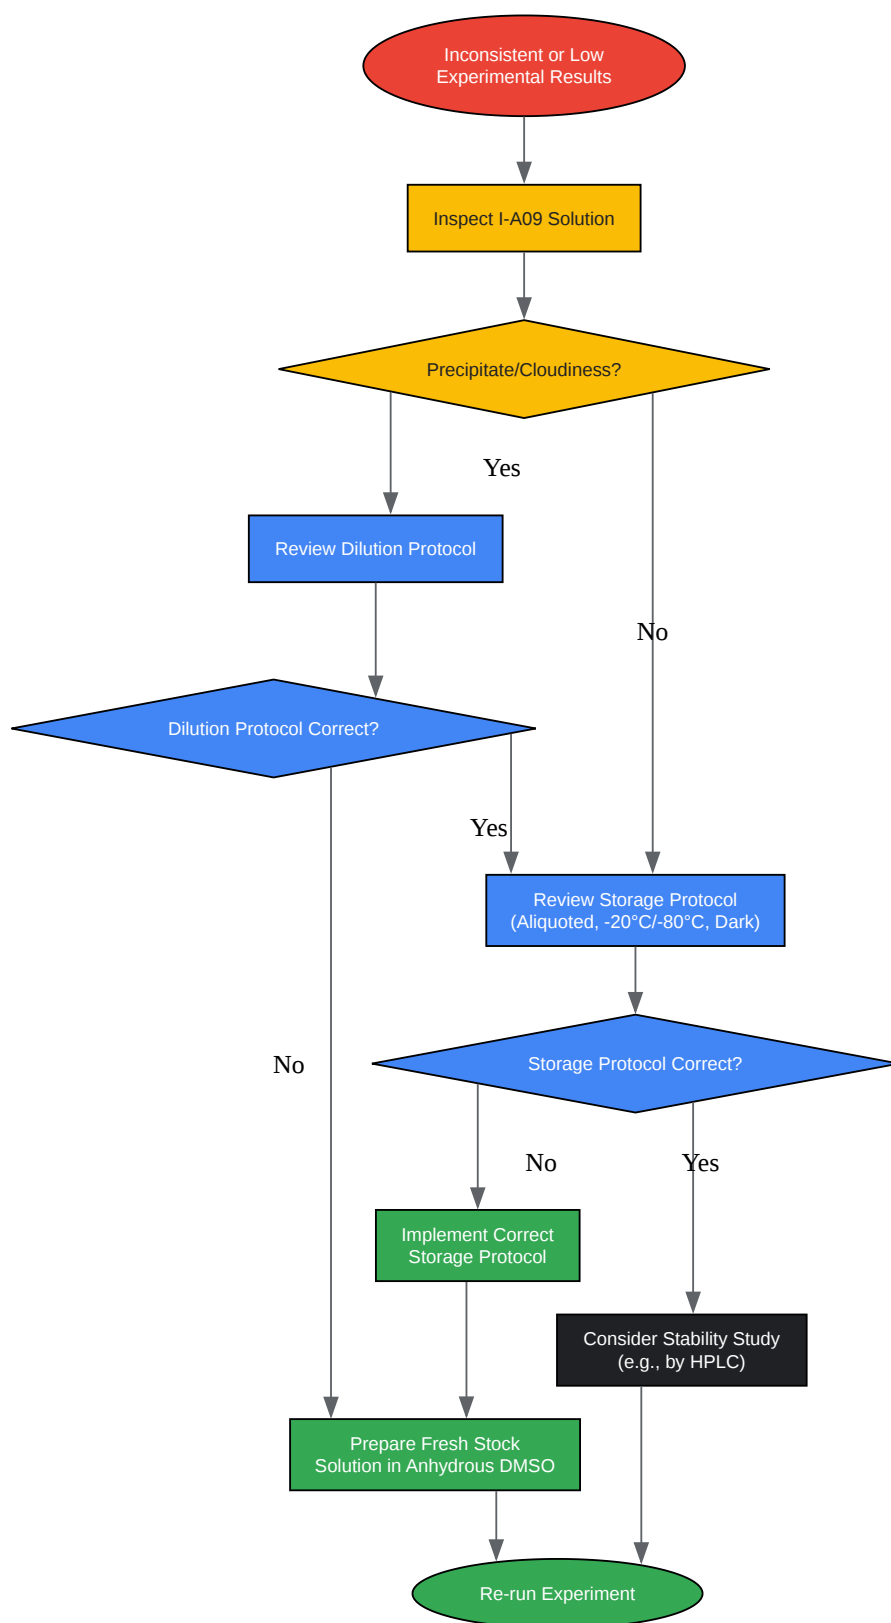 Inconsistent or Low
Experimental Results
Inspect I-A09 Solution
Precipitate/Cloudiness?
Yes
Review Dilution Protocol
No
Dilution Protocol Correct?
Yes
Review Storage Protocol
(Aliquoted, -20°C/-80°C, Dark)
Storage Protocol Correct?
No
No
Yes
Implement Correct
Storage Protocol
Consider Stability Study
(e.g., by HPLC)
Prepare Fresh Stock
Solution in Anhydrous DMSO
Re-run Experiment